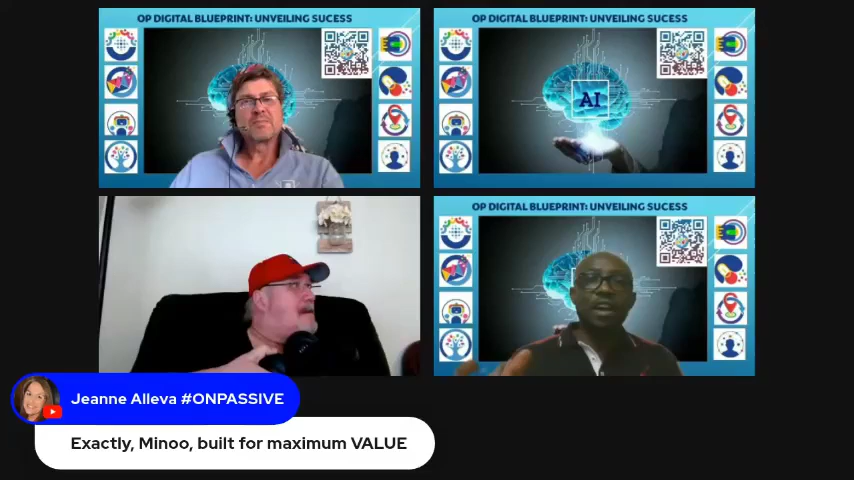 OP DIGITAL BLUEPRINT: UNVEILING SUCESS
OP DIGITAL BLUEPRINT: UNVEILING SUCESS
AI
OP DIGITAL BLUEPRINT: UNVEILING SUCESS
Jeanne Alleva #ONPASSIVE
Exactly, Minoo, built for maximum VALUE